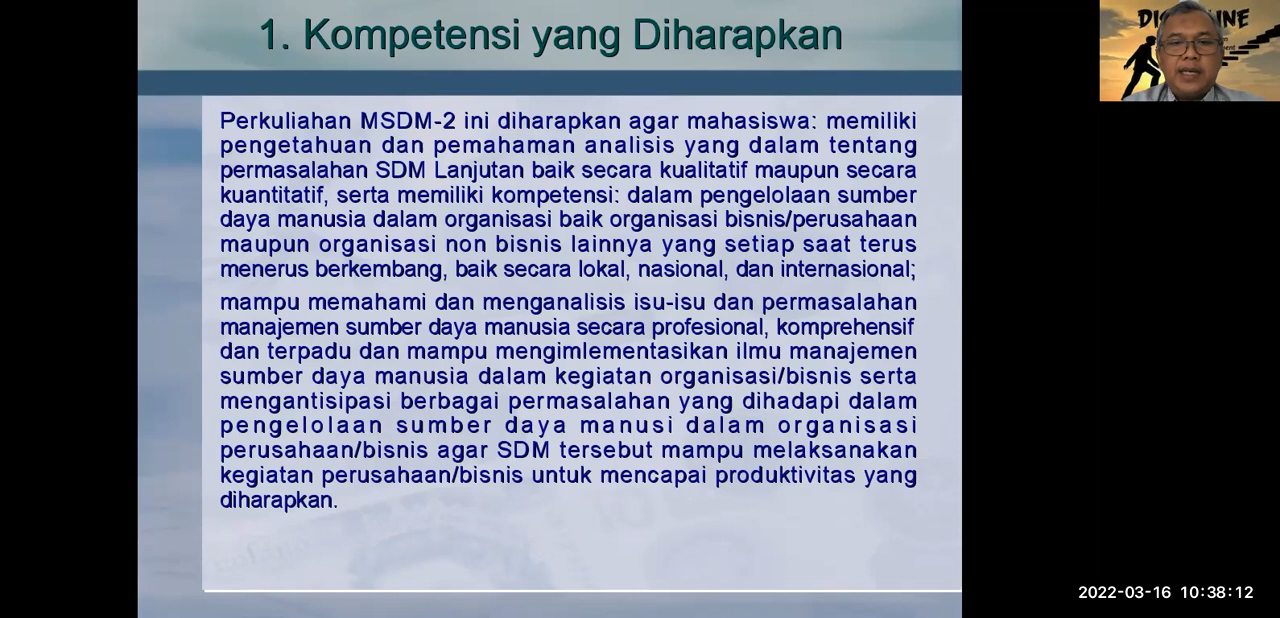 1. Kompetensi yang Diharapkan
Perkuliahan MSDM-2 ini diharapkan agar mahasiswa: memiliki
pengetahuan dan pemahaman analisis yang dalam tentang
permasalahan SDM Lanjutan baik secara kualitatif maupun secara
kuantitatif, serta memiliki kompetensi: dalam pengelolaan sumber
daya manusia dalam organisasi baik organisasi bisnis/perusahaan
maupun organisasi non bisnis lainnya yang setiap saat terus
menerus berkembang, baik secara lokal, nasional, dan internasional;
mampu memahami dan menganalisis isu-isu dan permasalahan
manajemen sumber daya manusia secara profesional, komprehensif
dan terpadu dan mampu mengimlementasikan ilmu manajemen
sumber daya manusia dalam kegiatan organisasi/bisnis serta
mengantisipasi berbagai permasalahan yang dihadapi dalam
pengelolaan sumber daya manusi dalam organisasi
perusahaan/bisnis agar SDM tersebut mampu melaksanakan
kegiatan perusahaan/bisnis untuk mencapai produktivitas yang
diharapkan.
2022-03-16 10:38:12